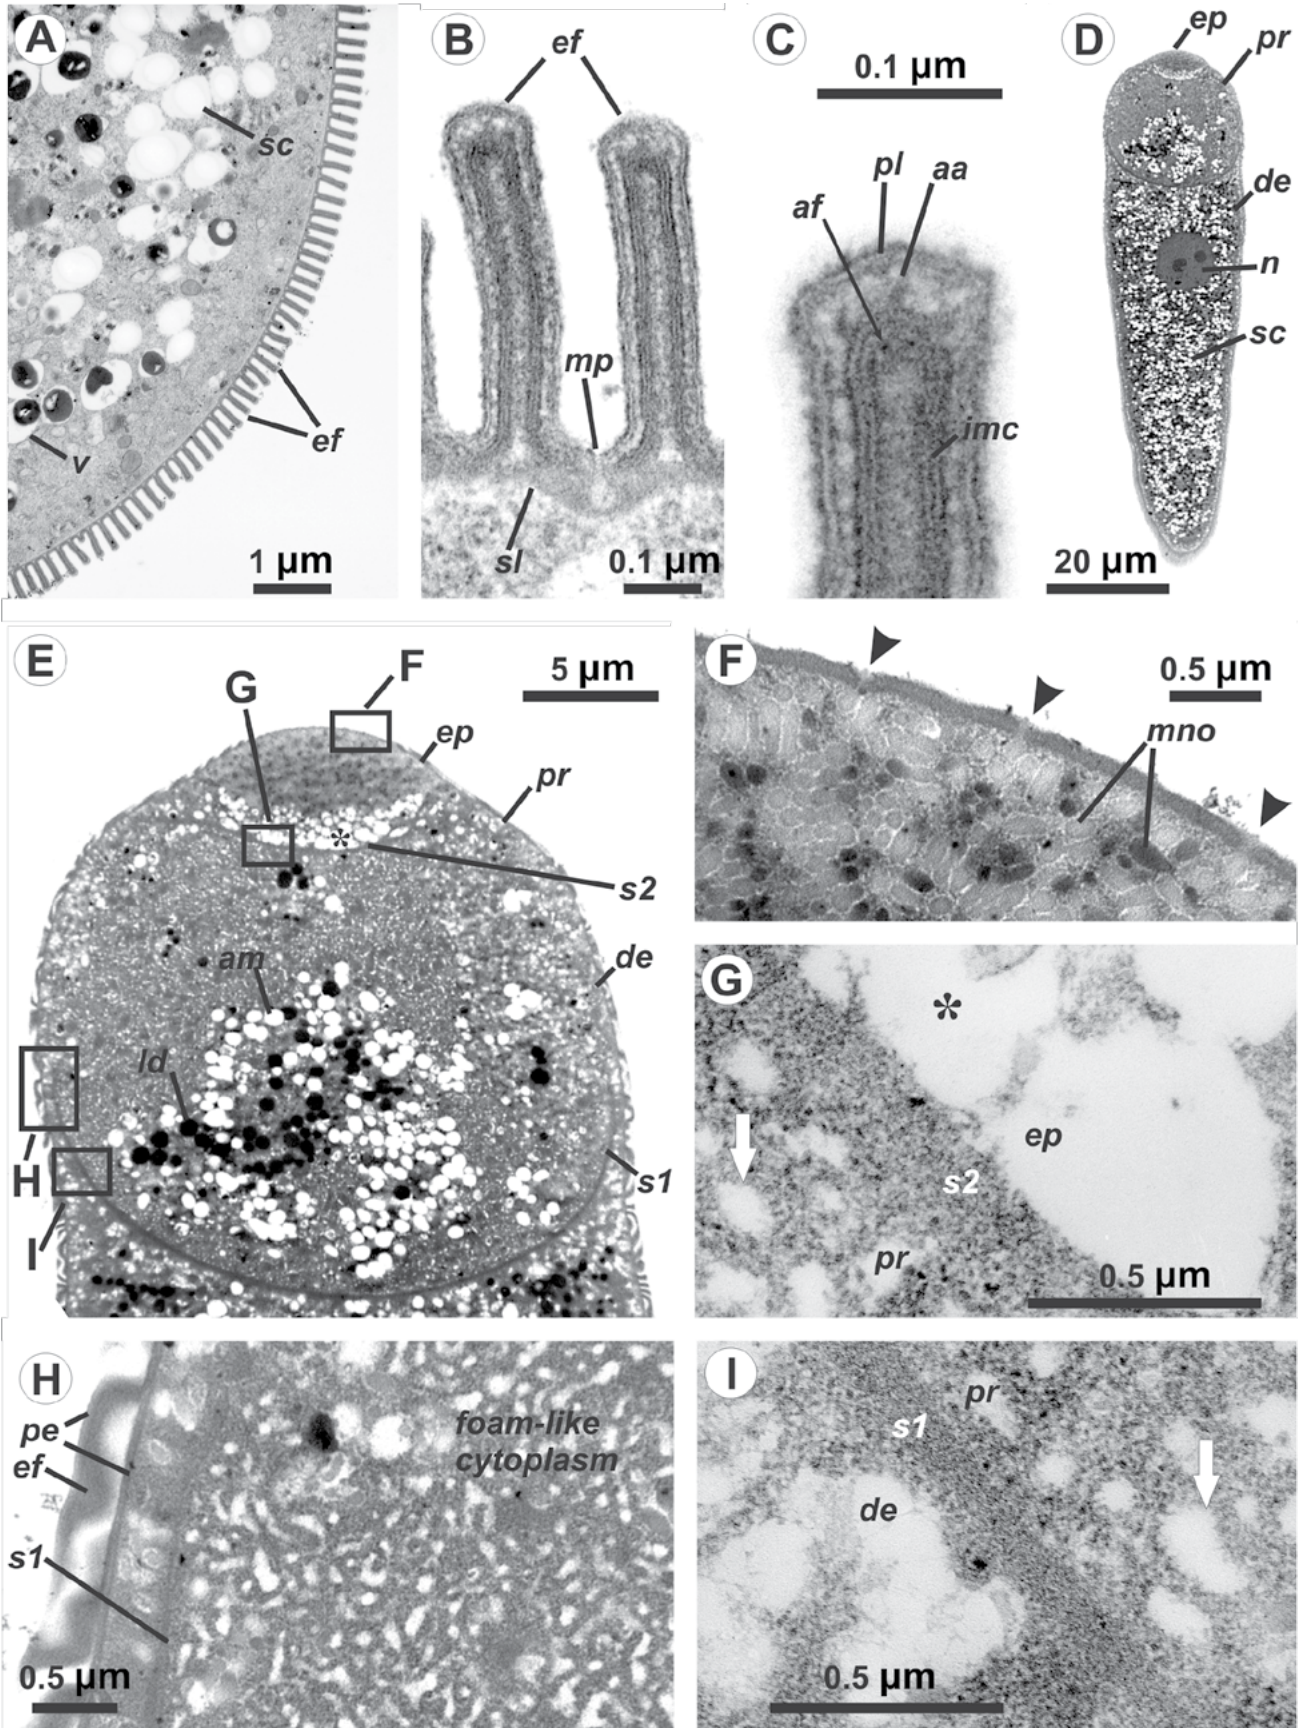 A
sc
ef
v
1 µm
B
ef
mp
sl
0.1 µm
C
0.1 µm
pl
aa
af
imc
D
ep
pr
de
n
sc
20 µm
E
5 µm
F
G
ep
pr
*
s2
am
de
ld
H
s1
I
F
0.5 µm
mno
G
*
ep
s2
pr
0.5 µm
H
pe
ef
foam-like
cytoplasm
s1
0.5 µm
I
pr
s1
de
0.5 µm